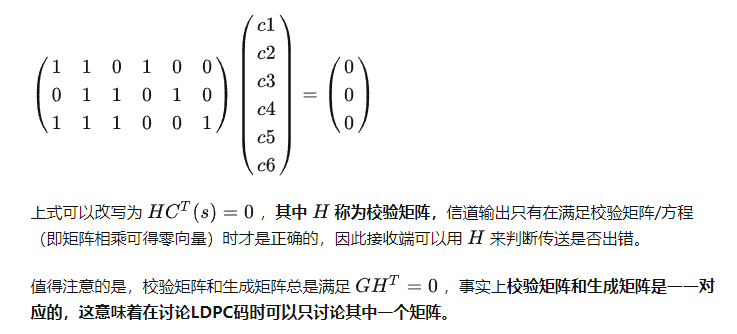 $$\begin{pmatrix} 1 & 1 & 0 & 1 & 0 & 0 \\ 0 & 1 & 1 & 0 & 1 & 0 \\ 1 & 1 & 1 & 0 & 0 & 1 \end{pmatrix} \begin{pmatrix} c1 \\ c2 \\ c3 \\ c4 \\ c5 \\ c6 \end{pmatrix} = \begin{pmatrix} 0 \\ 0 \\ 0 \end{pmatrix}$$
上式可以改写为 $HC^T(s) = 0$ ，其中 $H$ 称为校验矩阵，信道输出只有在满足校验矩阵/方程
（即矩阵相乘可得零向量）时才是正确的，因此接收端可以用 $H$ 来判断传送是否出错。
值得注意的是，校验矩阵和生成矩阵总是满足 $GH^T = 0$ ，事实上校验矩阵和生成矩阵是一一对
应的，这意味着在讨论LDPC码时可以只讨论其中一个矩阵。